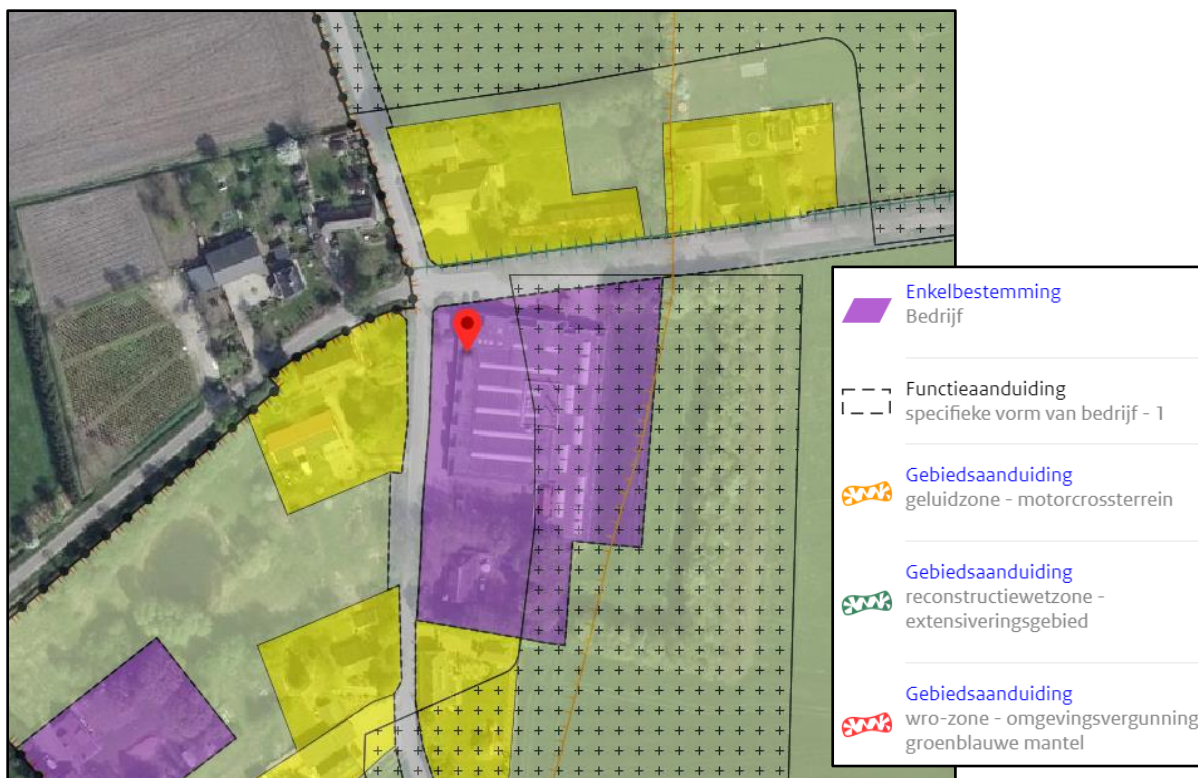 Enkelbestemming
Bedrijf
Functieaanduiding
specifieke vorm van bedrijf - 1
Gebiedsaanduiding
geluidzone - motorcrossterrein
Gebiedsaanduiding
reconstructiewetzone -
extensiveringsgebied
Gebiedsaanduiding
wro-zone - omgevingsvergunning
groenblauwe mantel